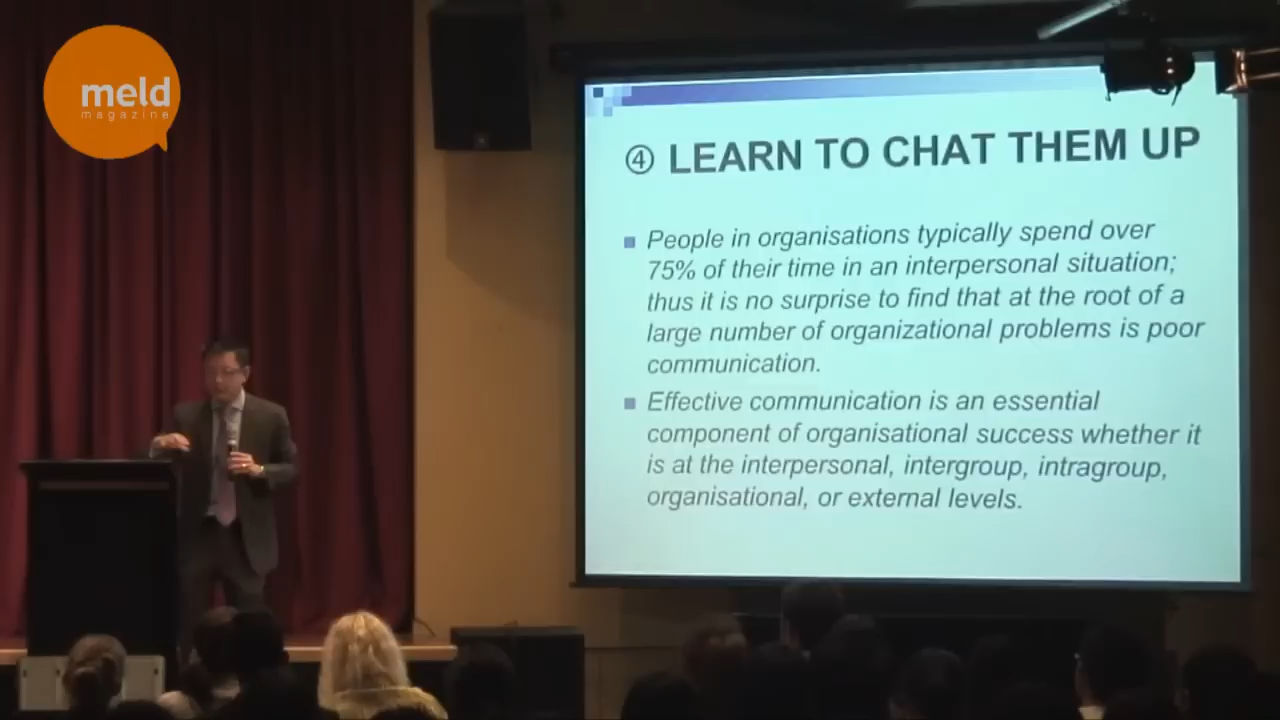 meld
magazine
④ LEARN TO CHAT THEM UP
People in organisations typically spend over
75% of their time in an interpersonal situation;
thus it is no surprise to find that at the root of a
large number of organizational problems is poor
communication.
Effective communication is an essential
component of organisational success whether it
is at the interpersonal, intergroup, intragroup,
organisational, or external levels.